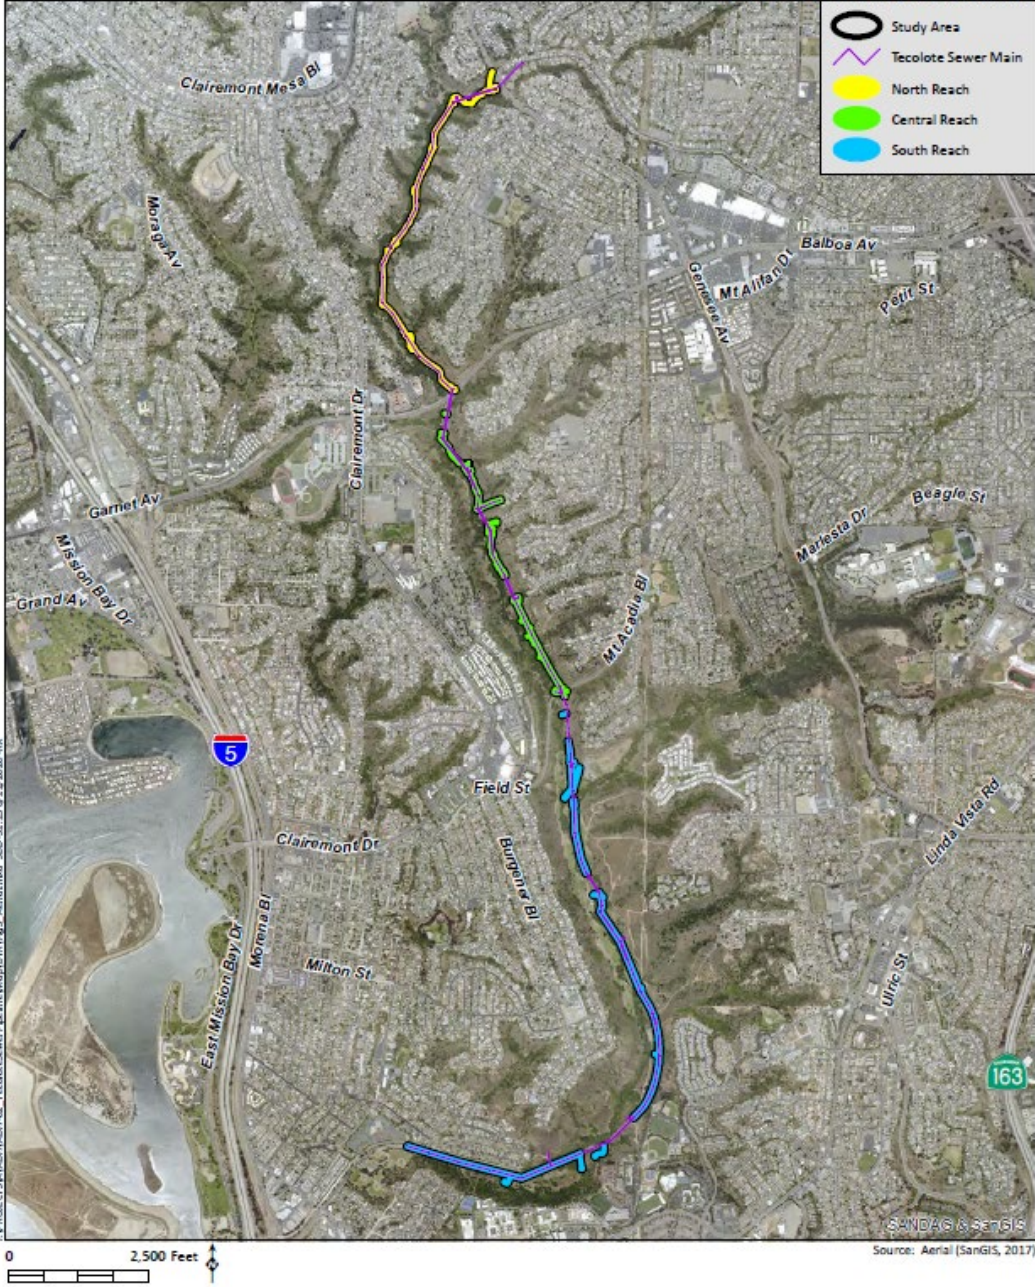 Study Area
Tecolote Sewer Main
North Reach
Central Reach
South Reach
Clairemont Mesa Bl
Moraga Av
Balboa Av
Mt Alifan Dr
Genesee Av
Petit St
Clairemont Dr
Garnet Av
Beagle St
Marlesta Dr
Mission Bay Dr
Grand Av
Mt Acadia Bl
5
Field St
Clairemont Dr
Burgener Bl
Linda Vista Rd
Morena Bl
East Mission Bay Dr
Milton St
Ulric St
163
SANDAG & SanGIS
0 2,500 Feet
N
Source: Aerial (SanGIS, 2017)